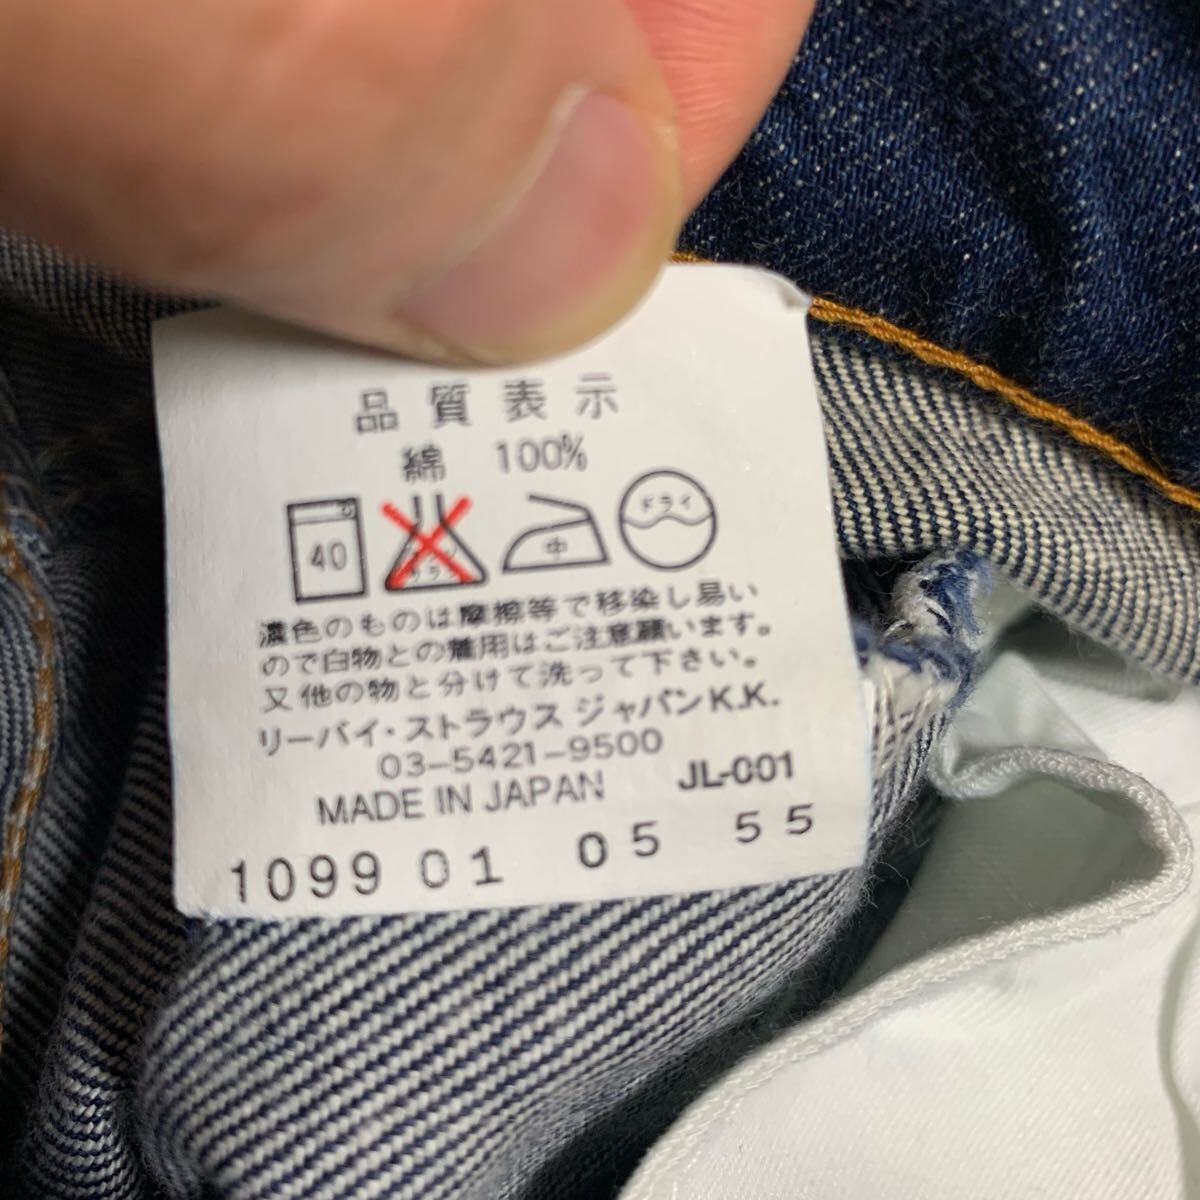 品質表示
綿 100%
40
中
ドライ
濃色のものは摩擦等で移染し易い
ので白物との着用はご注意願います。
又他の物と分けて洗って下さい。
リーバイ・ストラウス ジャパンK.K.
03-5421-9500
MADE IN JAPAN JL-001
1099 01 05 55